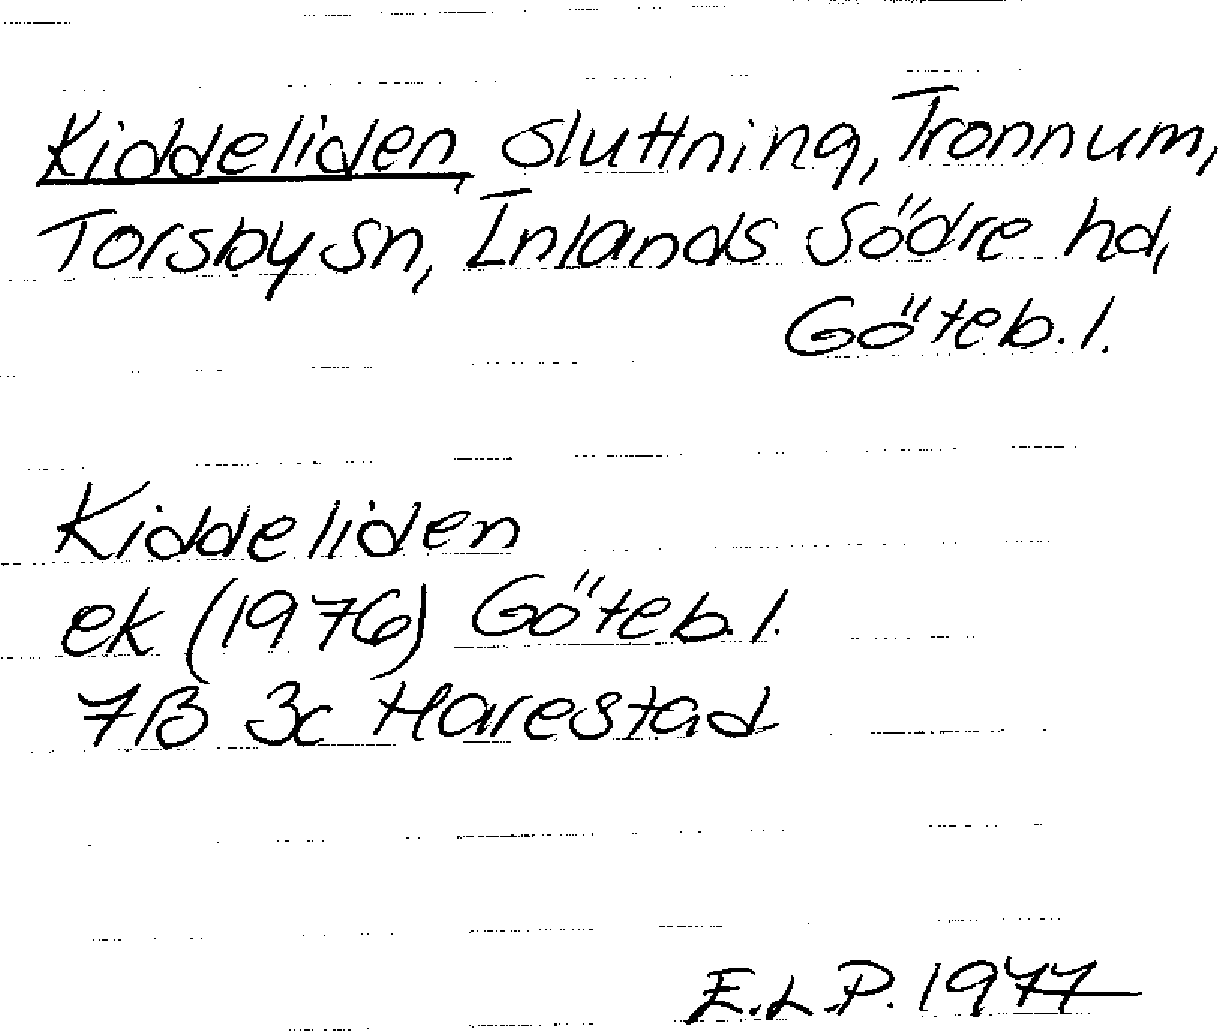 Kiddeliden, sluttning, Tronnum,
Torsby sn, Inlands Södre hd,
Göteb. l.
Kiddeliden
ek (1976) Göteb. l.
7B 3c Harestad
E.L.P. 1977